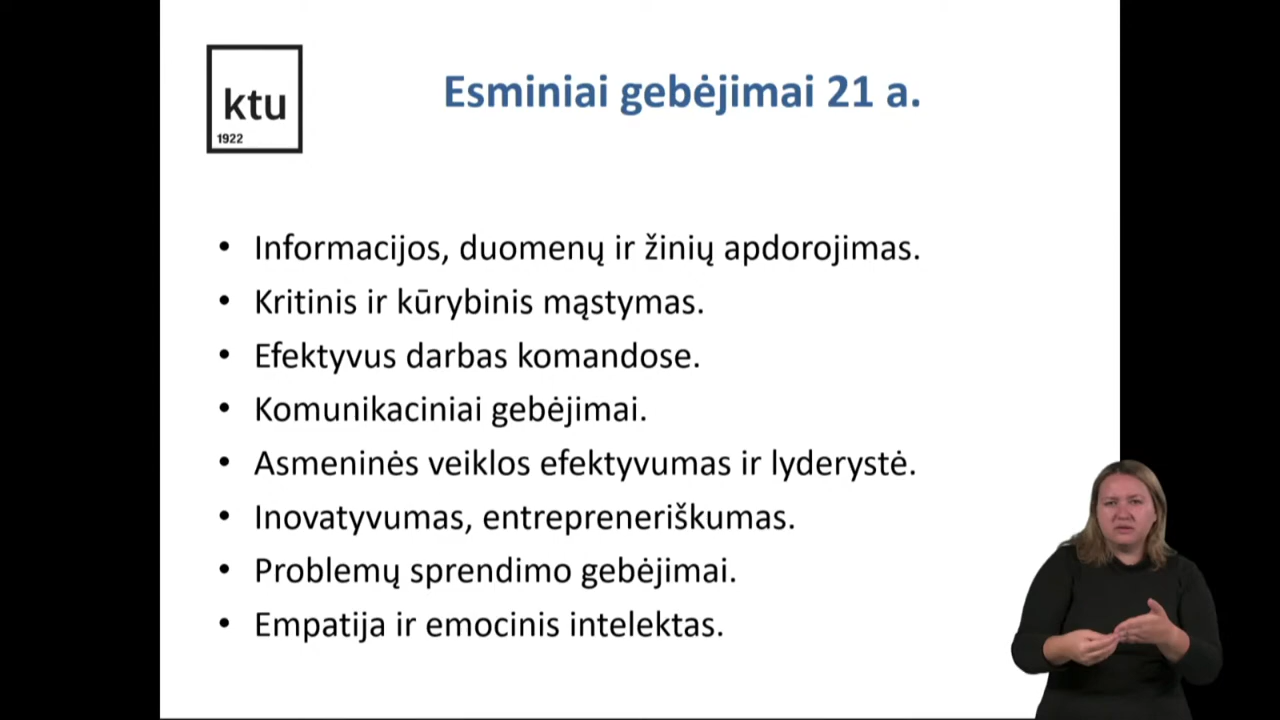 ktu
1922
Esminiai gebėjimai 21 a.
• Informacijos, duomenų ir žinių apdorojimas.
• Kritinis ir kūrybinis mąstymas.
• Efektyvus darbas komandose.
• Komunikaciniai gebėjimai.
• Asmeninės veiklos efektyvumas ir lyderystė.
• Inovatyvumas, entrepreneriškumas.
• Problemų sprendimo gebėjimai.
• Empatija ir emocinis intelektas.